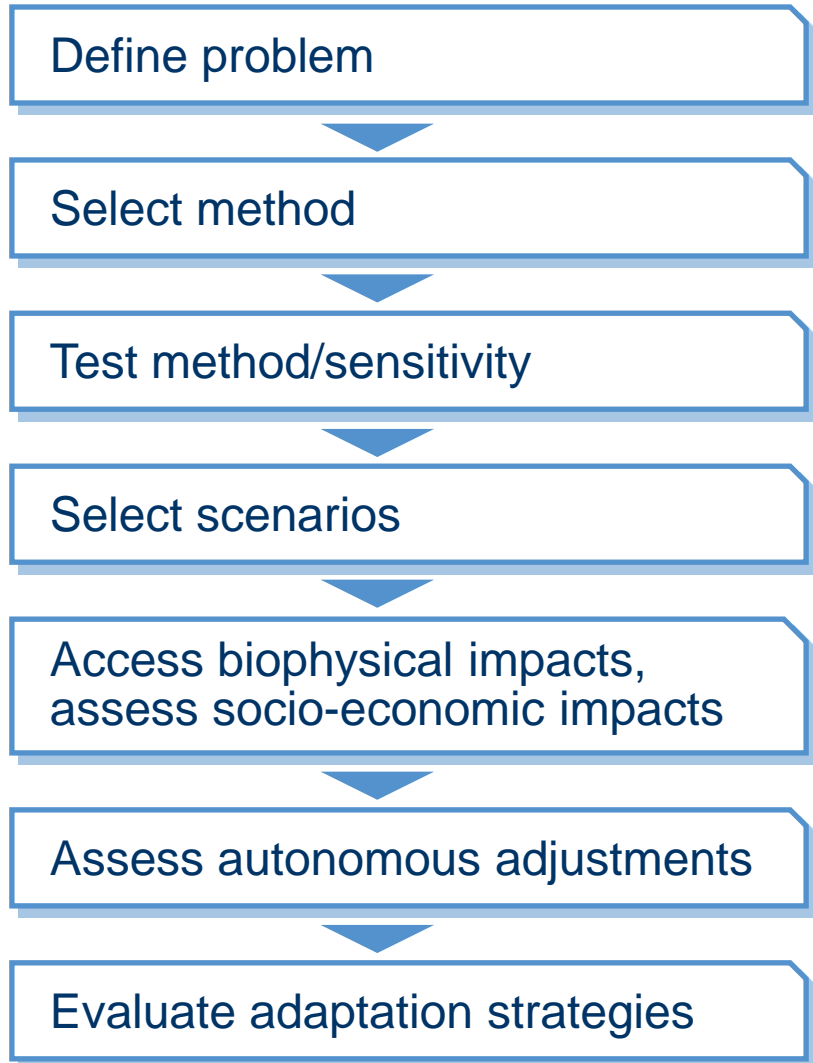 Define problem
Select method
Test method/sensitivity
Select scenarios
Access biophysical impacts,
assess socio-economic impacts
Assess autonomous adjustments
Evaluate adaptation strategies